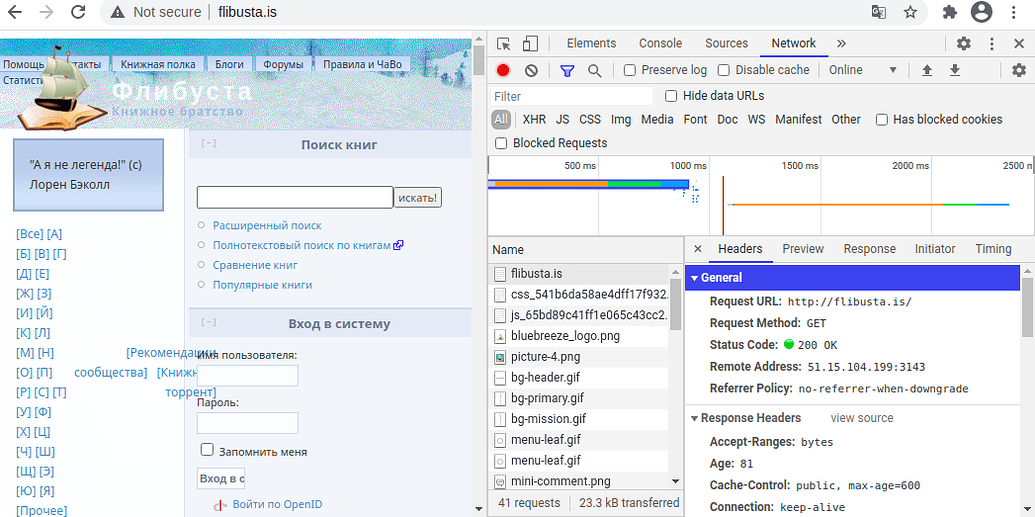 Not secure
flibusta.is
Помощь
такты
Книжная полка
Блоги
Форумы
Правила и ЧаВо
Статисти
Флибуста
Книжное братство
"А я не легенда!" (с)
Лорен Бэколл
[Все] [А]
[Б] [В] [Г]
[Д] [Е]
[Ж] [З]
[И] [Й]
[К] [Л]
[М] [Н] [Рекомендации
[О] [П] сообщества] [Книжн
[Р] [С] [Т] торрент]
[У] [Ф]
[Х] [Ц]
[Ч] [Ш]
[Щ] [Э]
[Ю] [Я]
[Прочее]
[−] Поиск книг
искать!
Расширенный поиск
Полнотекстовый поиск по книгам
Сравнение книг
Популярные книги
[−] Вход в систему
Имя пользователя:
Пароль:
Запомнить меня
Вход в с
Войти по OpenID
Elements Console Sources Network »
Preserve log Disable cache Online
Filter Hide data URLs
All XHR JS CSS Img Media Font Doc WS Manifest Other Has blocked cookies
Blocked Requests
500 ms 1000 ms 1500 ms 2000 ms 2500 n
Name
flibusta.is
css_541b6da58ae4dff17f932.
js_65bd89c41ff1e065c43cc2.
bluebreeze_logo.png
picture-4.png
bg-header.gif
bg-primary.gif
bg-mission.gif
menu-leaf.gif
menu-leaf.gif
mini-comment.png
41 requests 23.3 kB transferred
× Headers Preview Response Initiator Timing
General
Request URL: http://flibusta.is/
Request Method: GET
Status Code: 200 OK
Remote Address: 51.15.104.199:3143
Referrer Policy: no-referrer-when-downgrade
Response Headers view source
Accept-Ranges: bytes
Age: 81
Cache-Control: public, max-age=600
Connection: keep-alive